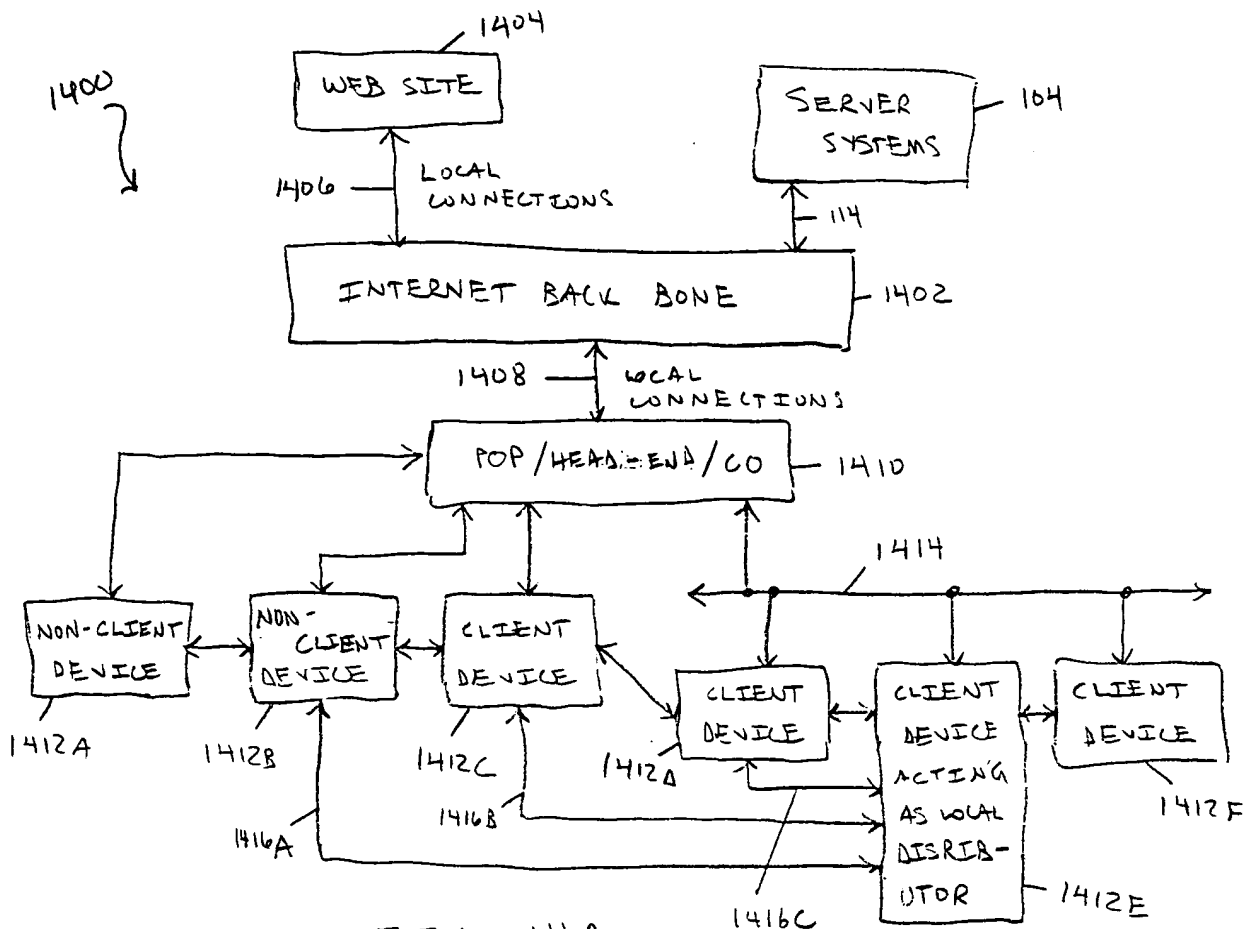 1400
1404
WEB SITE
SERVER
SYSTEMS
104
1406
LOCAL
CONNECTIONS
114
INTERNET BACK BONE
1402
1408
LOCAL
CONNECTIONS
POP/HEAD-END/CO
1410
1414
NON-CLIENT
DEVICE
1412A
NON-
CLIENT
DEVICE
1412B
CLIENT
DEVICE
1412C
CLIENT
DEVICE
1412D
CLIENT
DEVICE
ACTING
AS LOCAL
DISRIB-
UTOR
1412E
CLIENT
DEVICE
1412F
1416A
1416B
1416C